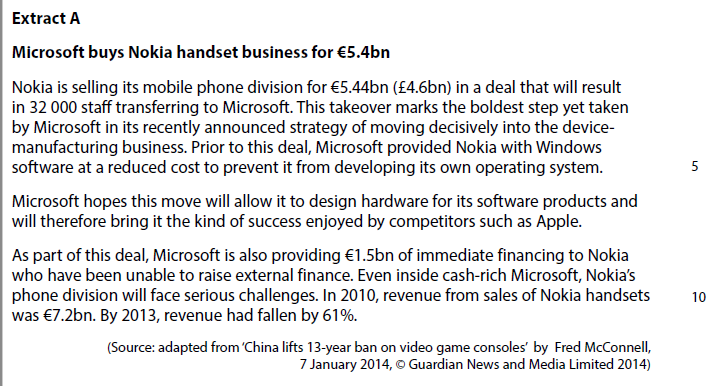 Extract A
Microsoft buys Nokia handset business for €5.4bn
Nokia is selling its mobile phone division for €5.44bn (£4.6bn) in a deal that will result
in 32 000 staff transferring to Microsoft. This takeover marks the boldest step yet taken
by Microsoft in its recently announced strategy of moving decisively into the device-
manufacturing business. Prior to this deal, Microsoft provided Nokia with Windows
software at a reduced cost to prevent it from developing its own operating system. 5
Microsoft hopes this move will allow it to design hardware for its software products and
will therefore bring it the kind of success enjoyed by competitors such as Apple.
As part of this deal, Microsoft is also providing €1.5bn of immediate financing to Nokia
who have been unable to raise external finance. Even inside cash-rich Microsoft, Nokia’s
phone division will face serious challenges. In 2010, revenue from sales of Nokia handsets 10
was €7.2bn. By 2013, revenue had fallen by 61%.
(Source: adapted from ‘China lifts 13-year ban on video game consoles’ by Fred McConnell,
7 January 2014, © Guardian News and Media Limited 2014)